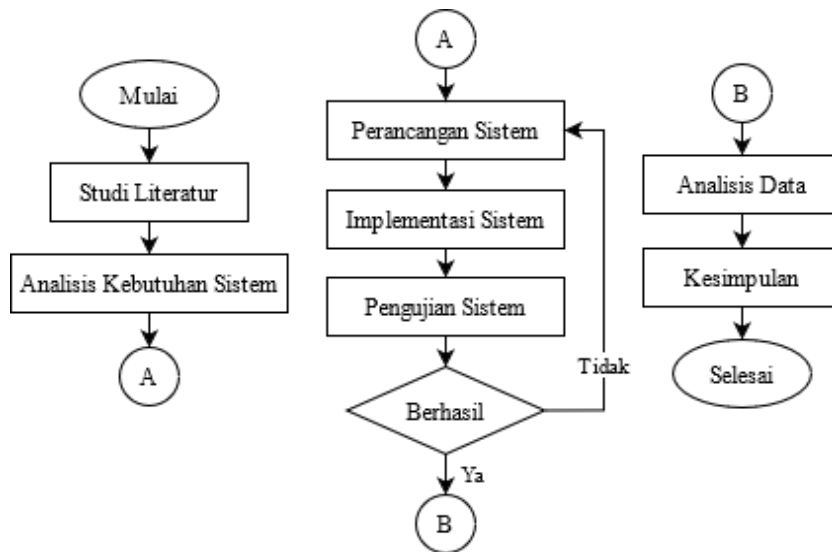 Mulai
Studi Literatur
Analisis Kebutuhan Sistem
A
A
Perancangan Sistem
Implementasi Sistem
Pengujian Sistem
Berhasil
Tidak
Ya
B
B
Analisis Data
Kesimpulan
Selesai